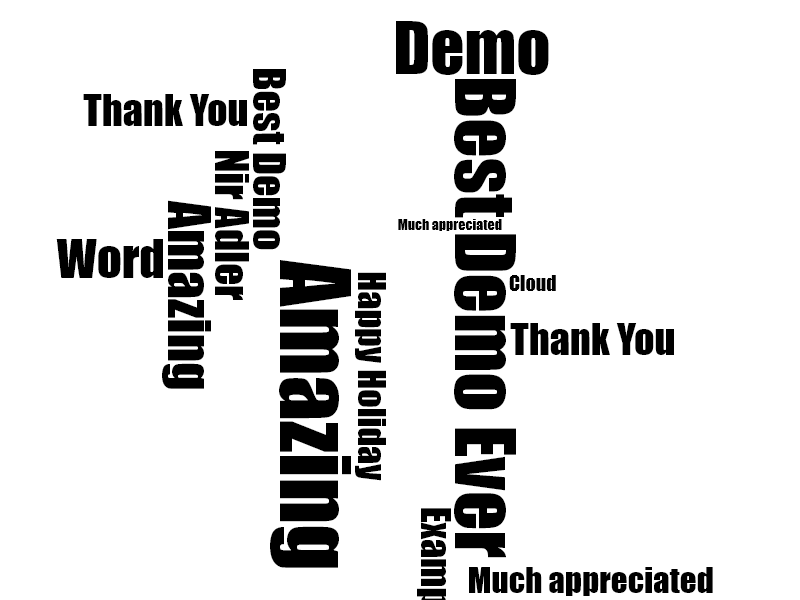 Demo
Best Demo
Thank You
Best Demo Ever
Nir Adler
Amazing
Much appreciated
Word
Amazing
Happy Holiday
Cloud
Thank You
Examp
Much appreciated